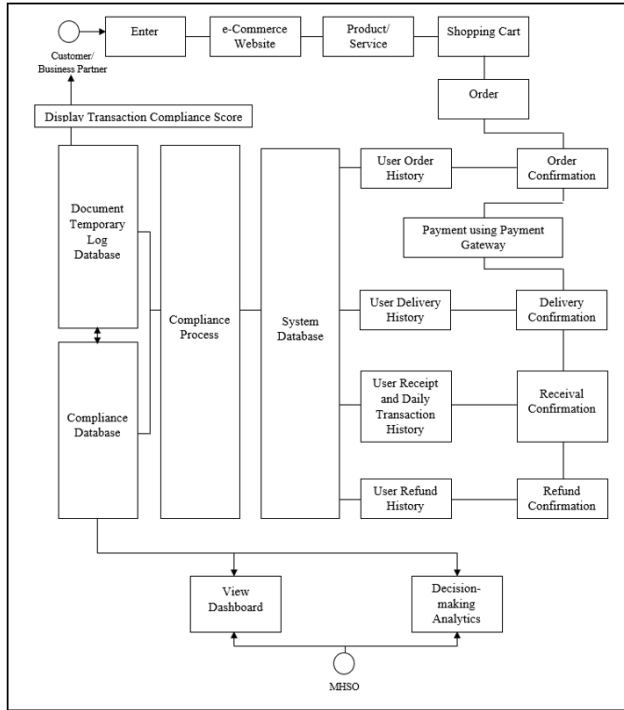 Enter
e-Commerce
Website
Product/
Service
Shopping Cart
Customer/
Business Partner
Order
Display Transaction Compliance Score
User Order
History
Order
Confirmation
Document
Temporary
Log
Database
Payment using Payment
Gateway
Compliance
Process
System
Database
User Delivery
History
Delivery
Confirmation
Compliance
Database
User Receipt
and Daily
Transaction
History
Receival
Confirmation
User Refund
History
Refund
Confirmation
View
Dashboard
Decision-
making
Analytics
MHSO